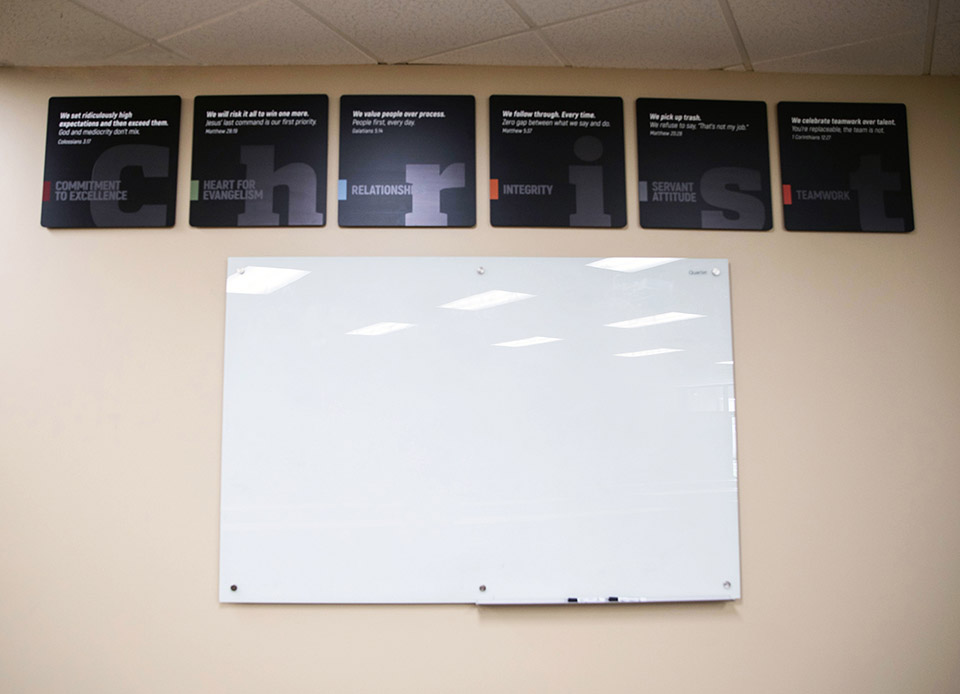 We set ridiculously high
expectations and then exceed them.
God and mediocrity don't mix.
Colossians 3:17
C
COMMITMENT
TO EXCELLENCE
We will risk it all to win one more.
Jesus' last command is our first priority.
Matthew 28:18
h
HEART FOR
EVANGELISM
We value people over process.
People first, every day.
Galatians 5:14
r
RELATIONSHI
We follow through. Every time.
Zero gap between what we say and do.
Matthew 5:37
i
INTEGRITY
We pick up trash.
We refuse to say, "That's not my job."
Matthew 20:28
s
SERVANT
ATTITUDE
We celebrate teamwork over talent.
You're replaceable, the team is not.
1 Corinthians 12:27
t
TEAMWORK
Quartet